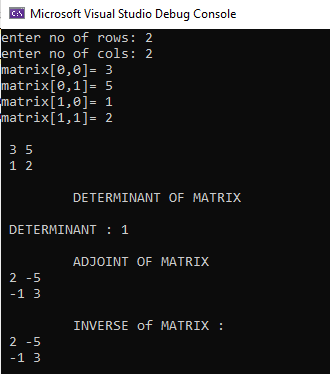 Microsoft Visual Studio Debug Console
enter no of rows: 2
enter no of cols: 2
matrix[0,0]= 3
matrix[0,1]= 5
matrix[1,0]= 1
matrix[1,1]= 2
3 5
1 2
DETERMINANT OF MATRIX
DETERMINANT : 1
ADJOINT OF MATRIX
2 -5
-1 3
INVERSE of MATRIX :
2 -5
-1 3